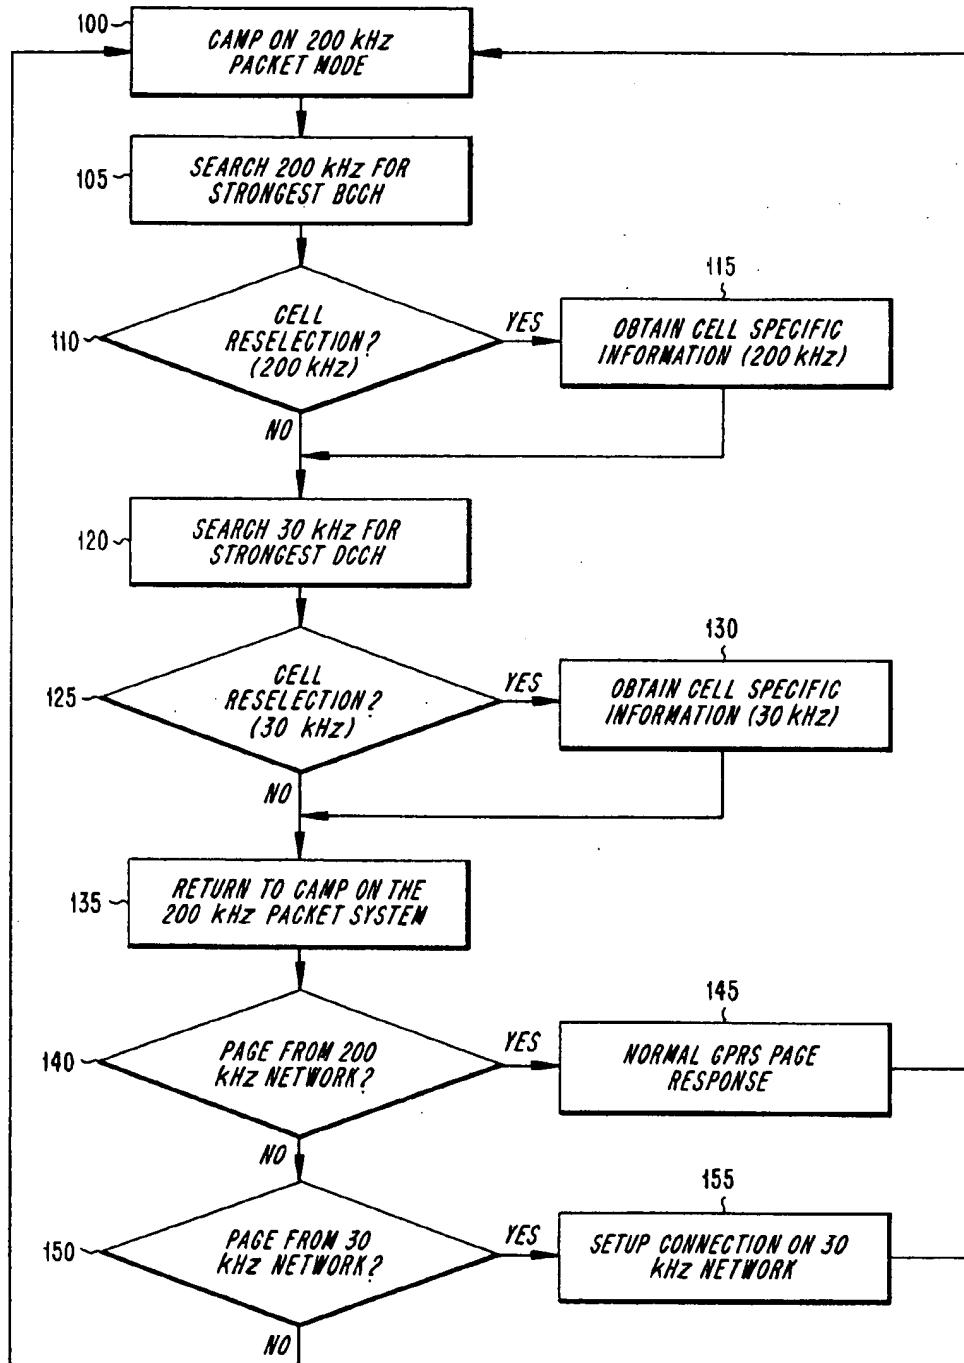 100
CAMP ON 200 kHz
PACKET MODE
105
SEARCH 200 kHz FOR
STRONGEST BCCH
110
CELL
RESELECTION?
(200 kHz)
YES
115
OBTAIN CELL SPECIFIC
INFORMATION (200 kHz)
NO
120
SEARCH 30 kHz FOR
STRONGEST DCCH
125
CELL
RESELECTION?
(30 kHz)
YES
130
OBTAIN CELL SPECIFIC
INFORMATION (30 kHz)
NO
135
RETURN TO CAMP ON THE
200 kHz PACKET SYSTEM
140
PAGE FROM 200
kHz NETWORK?
YES
145
NORMAL GPRS PAGE
RESPONSE
NO
150
PAGE FROM 30
kHz NETWORK?
YES
155
SETUP CONNECTION ON 30
kHz NETWORK
NO